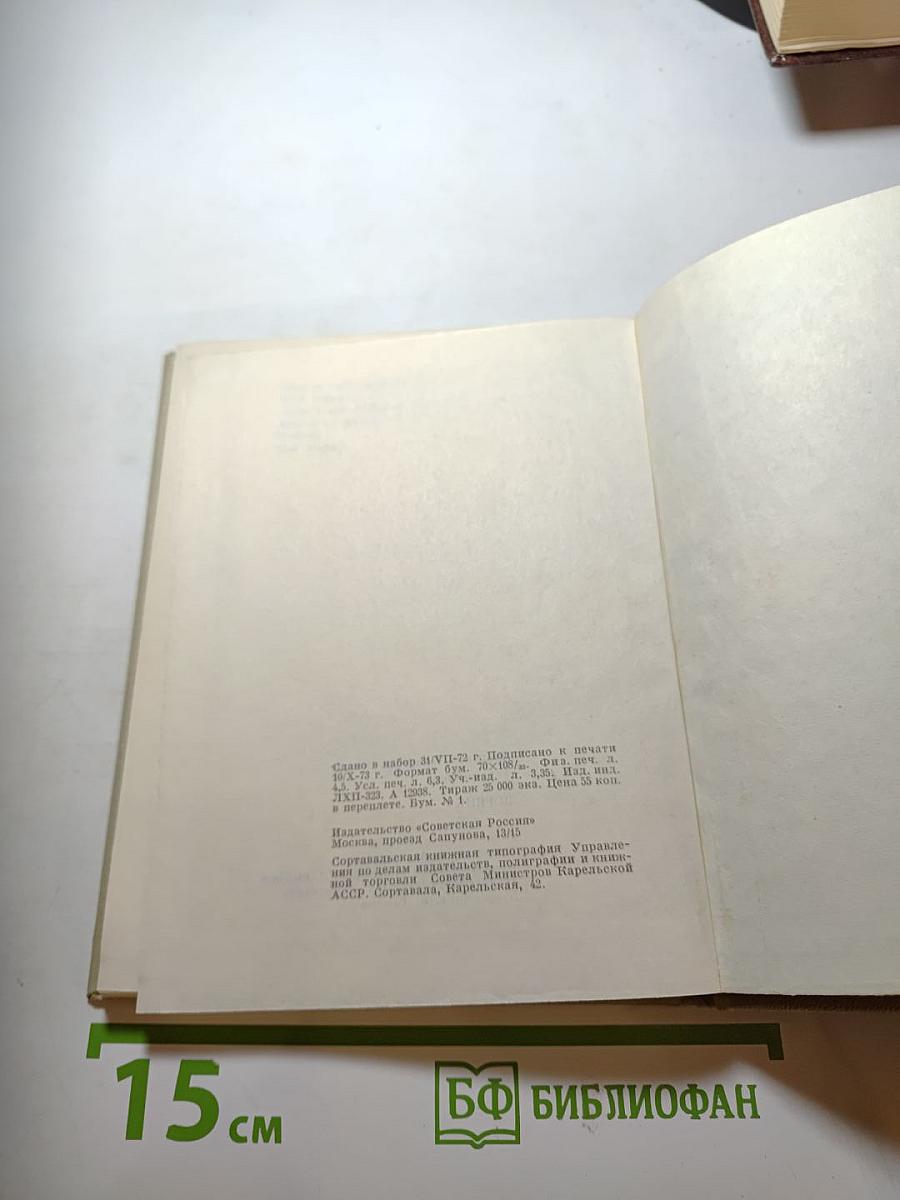 Сдано в набор 31/VII-72 г. Подписано к печати
10/X-73 г. Формат бум. 70×108/₃₂. Физ. печ. л.
4,5. Усл. печ. л. 6,3. Уч.-изд. л. 3,35. Изд. инд.
ЛХП-323. А 12938. Тираж 25 000 экз. Цена 55 коп.
в переплете. Бум. № 1.
Издательство «Советская Россия»
Москва, проезд Сапунова, 13/15
Сортавальская книжная типография Управле-
ния по делам издательств, полиграфии и книж-
ной торговли Совета Министров Карельской
АССР. Сортавала, Карельская, 42.
15 см
БФ БИБЛИОФАН